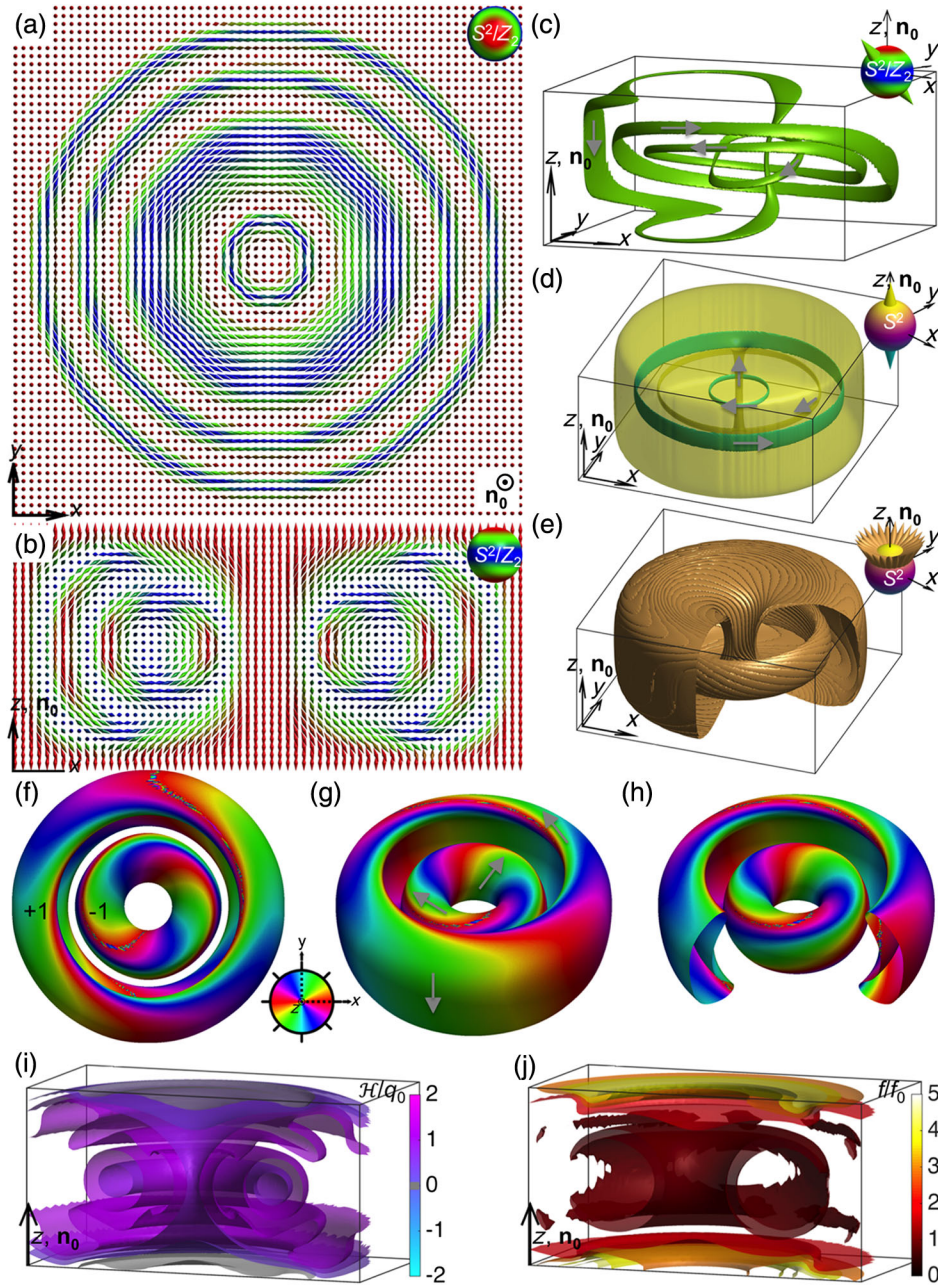 (a)
S²/Z₂
y
x
n₀
(b)
S²/Z₂
z, n₀
x
(c)
z, n₀
y
S²/Z₂
x
z, n₀
y
x
(d)
z, n₀
y
S²
x
z, n₀
y
x
(e)
z, n₀
y
S²
x
z, n₀
y
x
(f)
+1
-1
y
x
z
(g)
(h)
(i)
ℋ/q₀
2
1
0
-1
-2
z, n₀
(j)
f/f₀
5
4
3
2
1
0
z, n₀